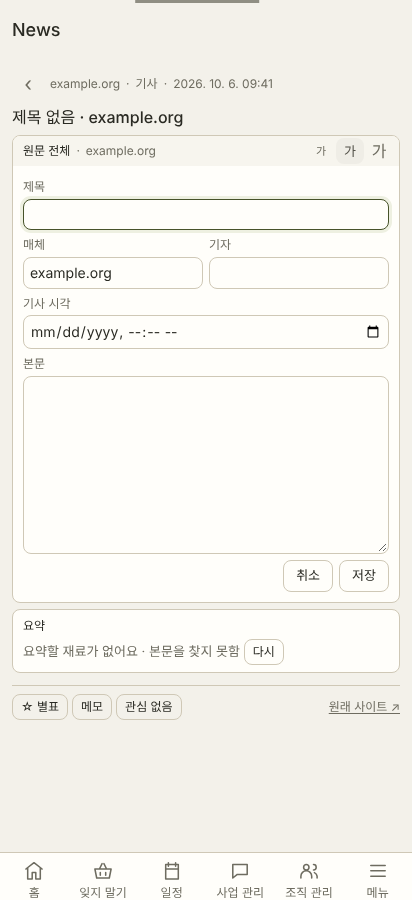 News
example.org · 기사 · 2026. 10. 6. 09:41
제목 없음 · example.org
원문 전체 · example.org 가 가 가
제목
매체 기자
example.org
기사 시각
mm/dd/yyyy, --:-- --
본문
취소 저장
요약
요약할 재료가 없어요 · 본문을 찾지 못함 다시
☆ 별표 메모 관심 없음 원래 사이트 ↗
홈 잊지 말기 일정 사업 관리 조직 관리 메뉴